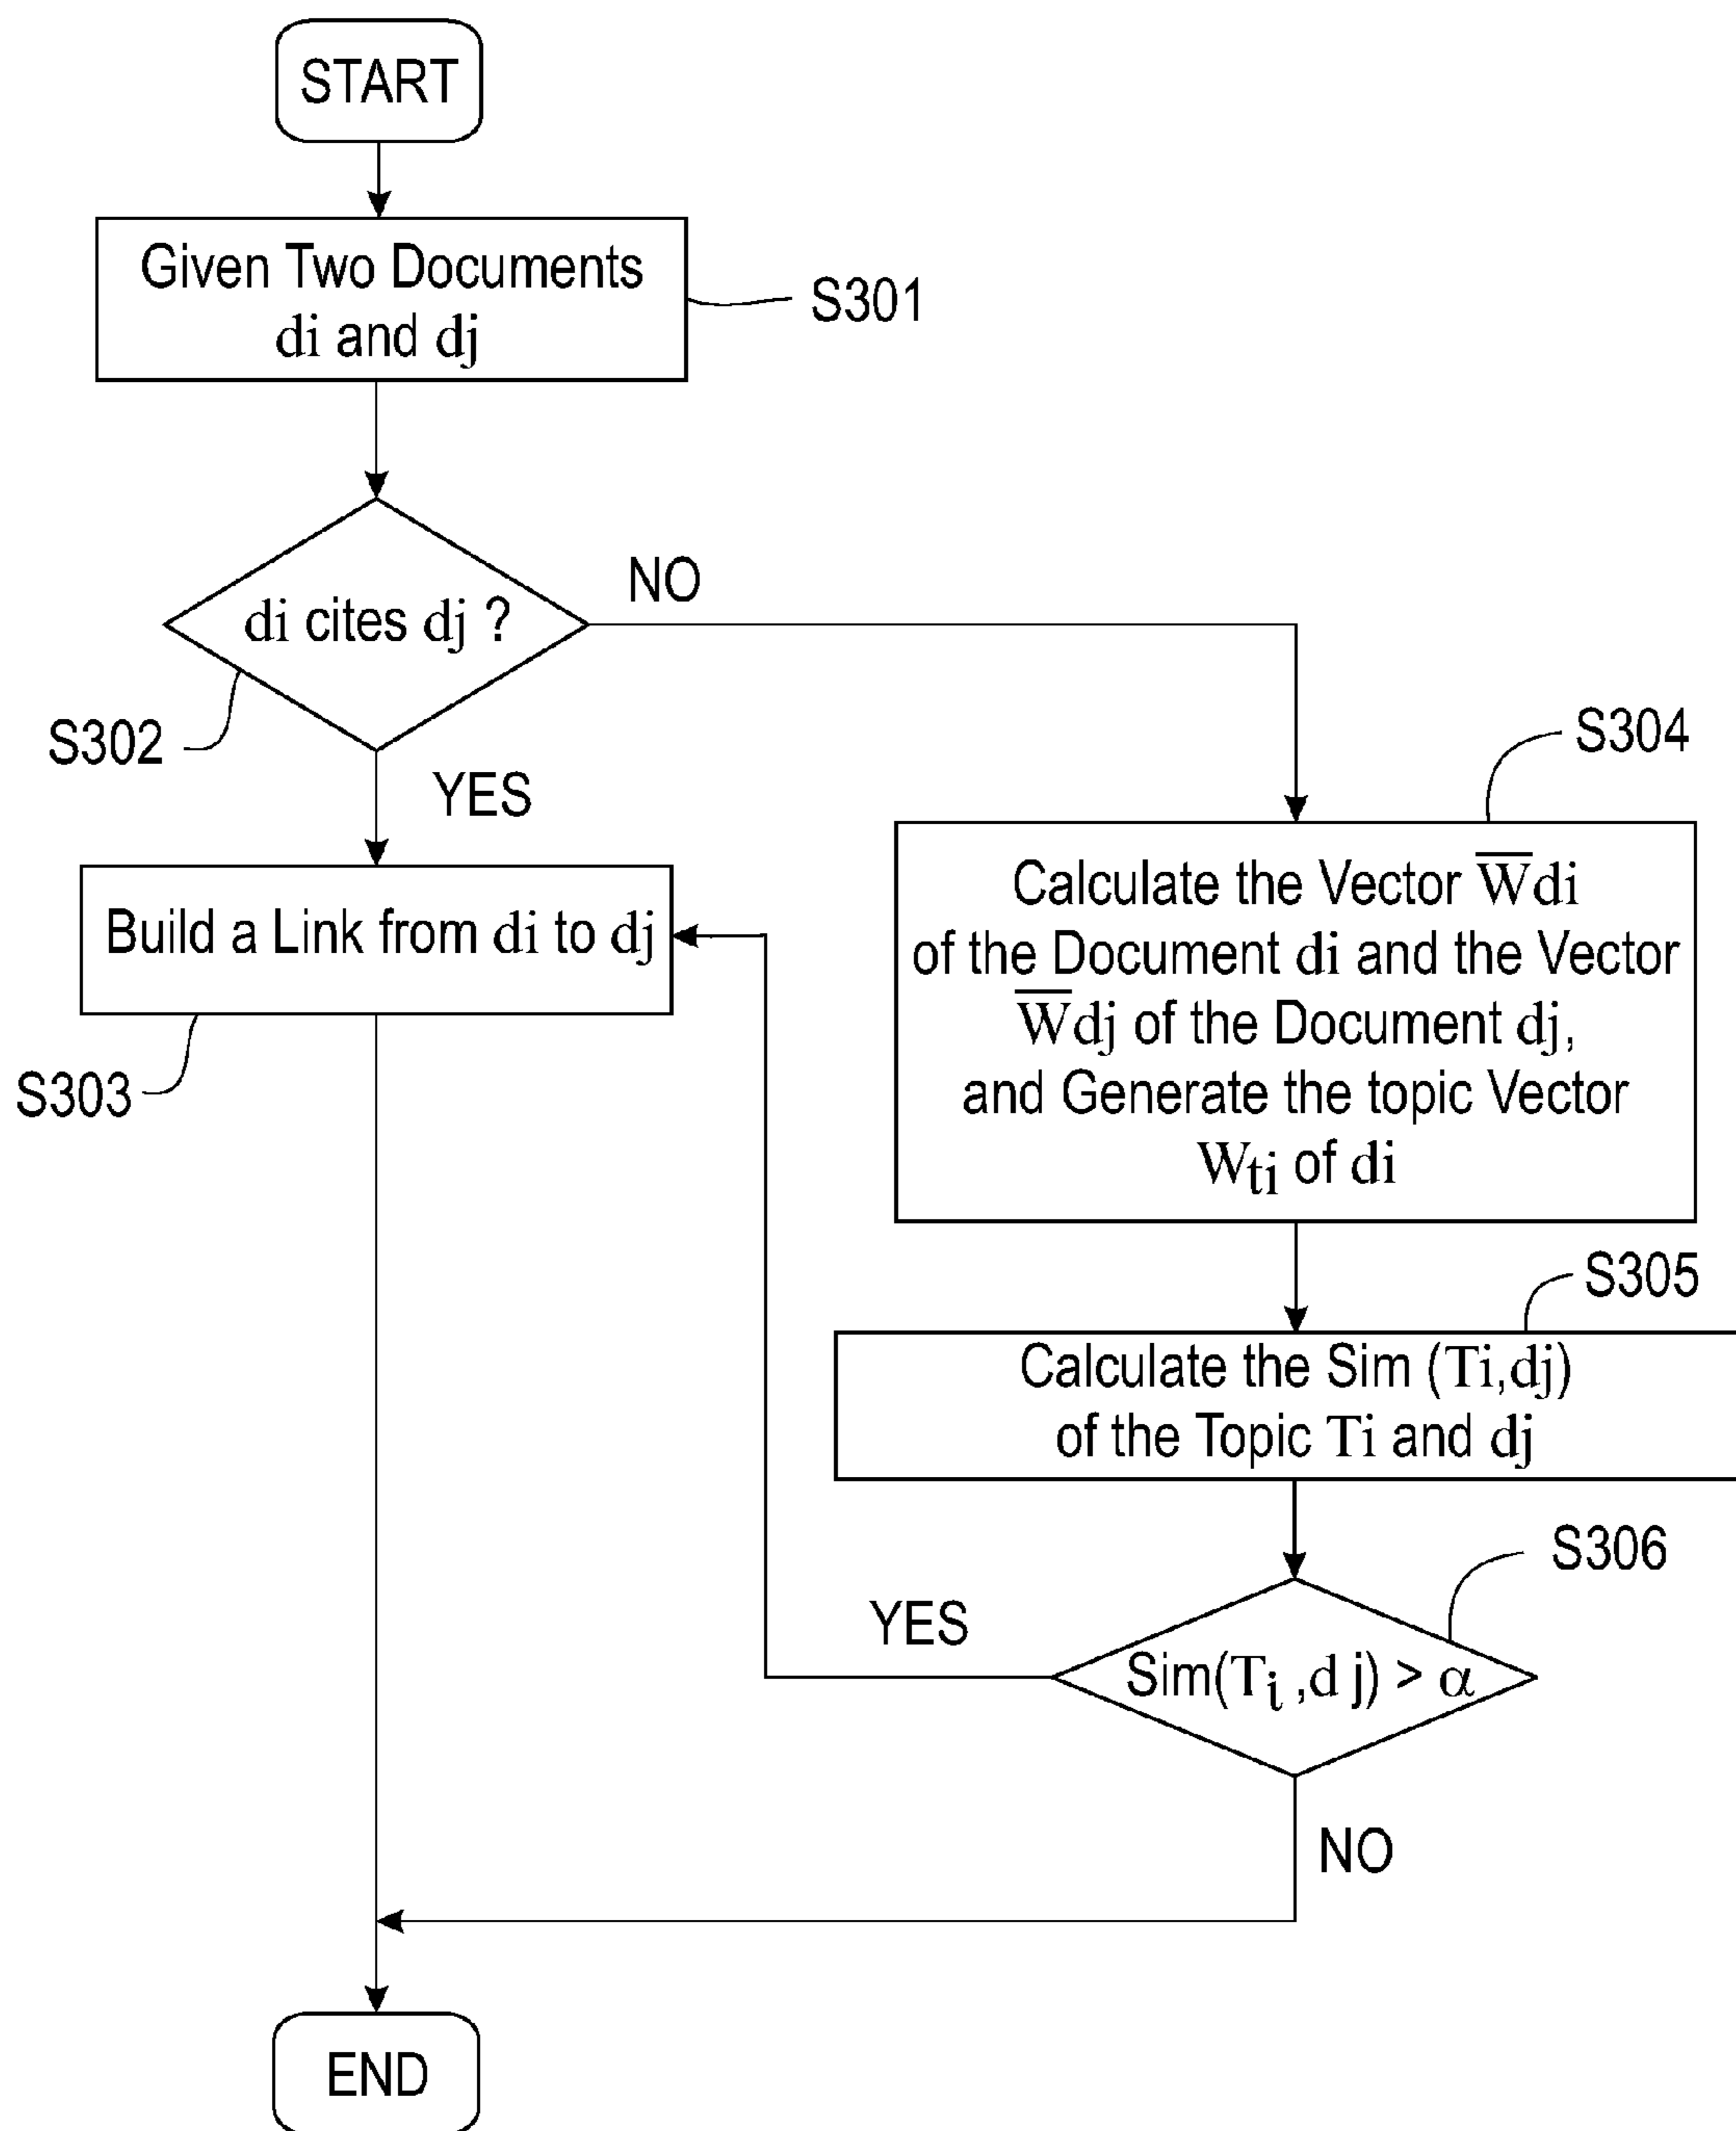 START
Given Two Documents
di and dj
S301
di cites dj ?
NO
S302
YES
S304
Build a Link from di to dj
S303
Calculate the Vector W̅di
of the Document di and the Vector
W̅dj of the Document dj,
and Generate the topic Vector
Wti of di
S305
Calculate the Sim (Ti,dj)
of the Topic Ti and dj
S306
YES
Sim(Ti ,d j) > α
NO
END